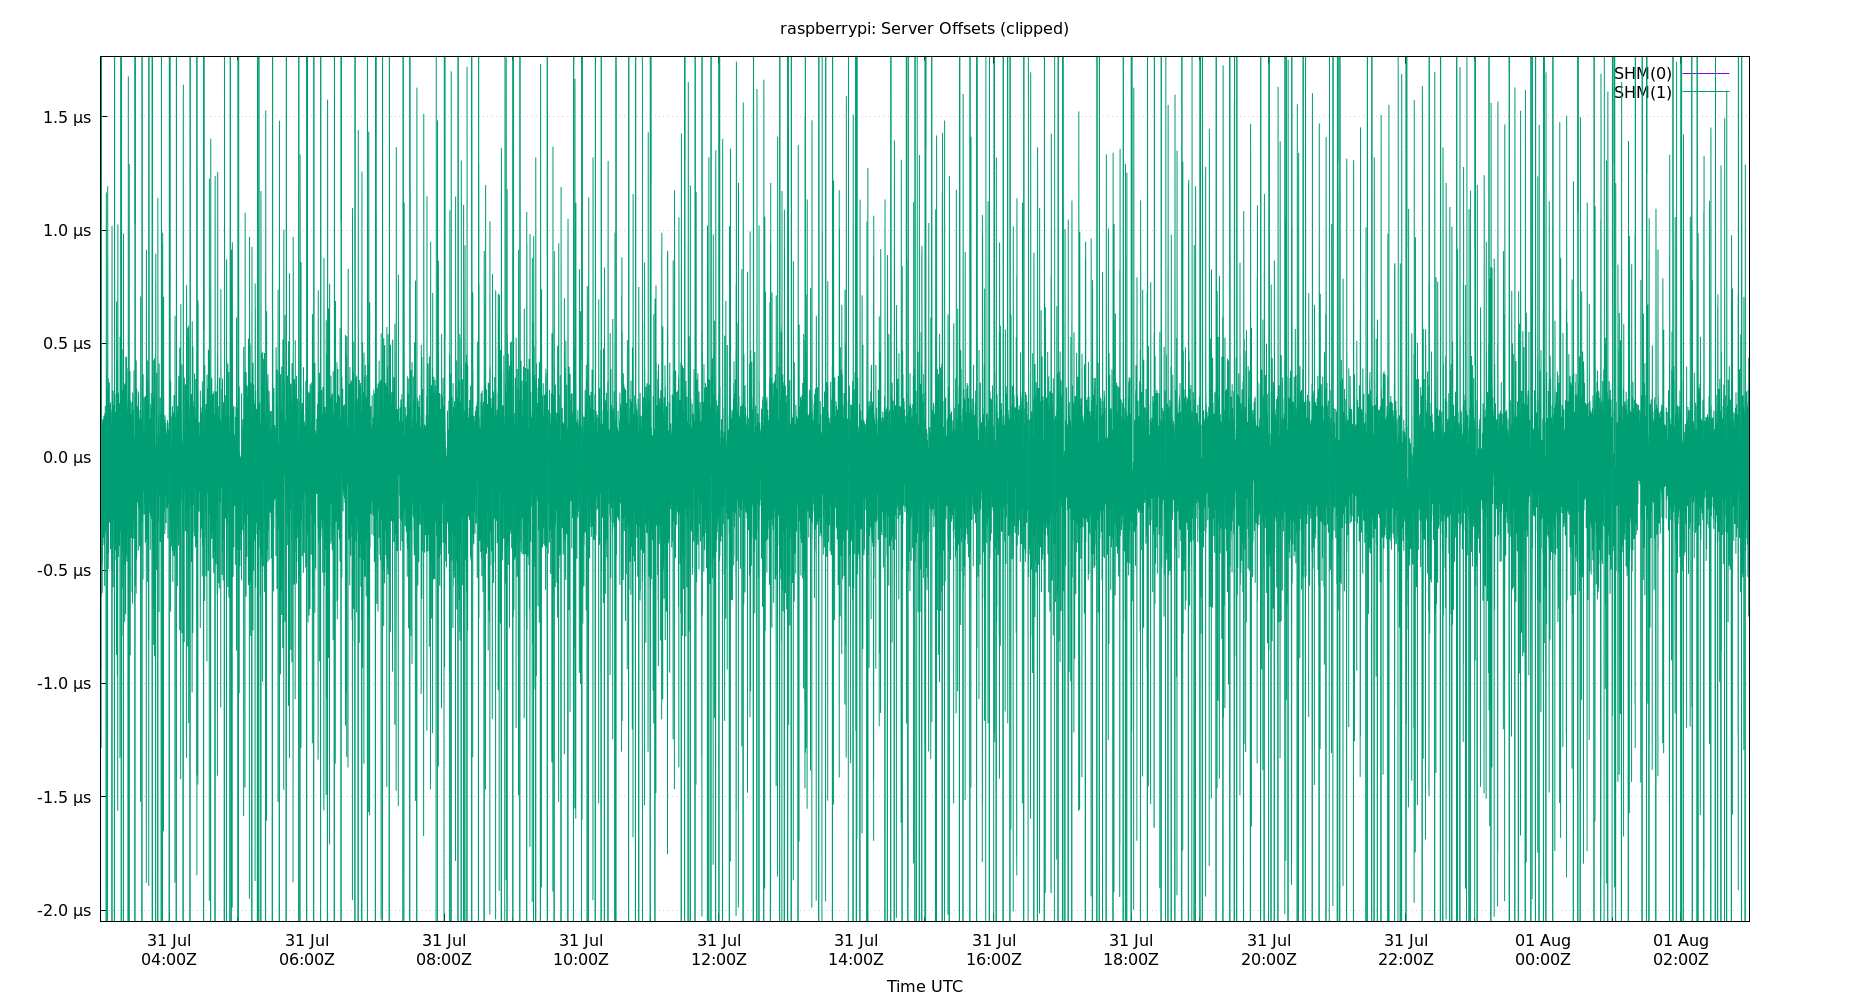 raspberrypi: Server Offsets (clipped)
SHM(0)
SHM(1)
1.5 µs
1.0 µs
0.5 µs
0.0 µs
-0.5 µs
-1.0 µs
-1.5 µs
-2.0 µs
31 Jul 31 Jul 31 Jul 31 Jul 31 Jul 31 Jul 31 Jul 31 Jul 31 Jul 31 Jul 01 Aug 01 Aug
04:00Z 06:00Z 08:00Z 10:00Z 12:00Z 14:00Z 16:00Z 18:00Z 20:00Z 22:00Z 00:00Z 02:00Z
Time UTC